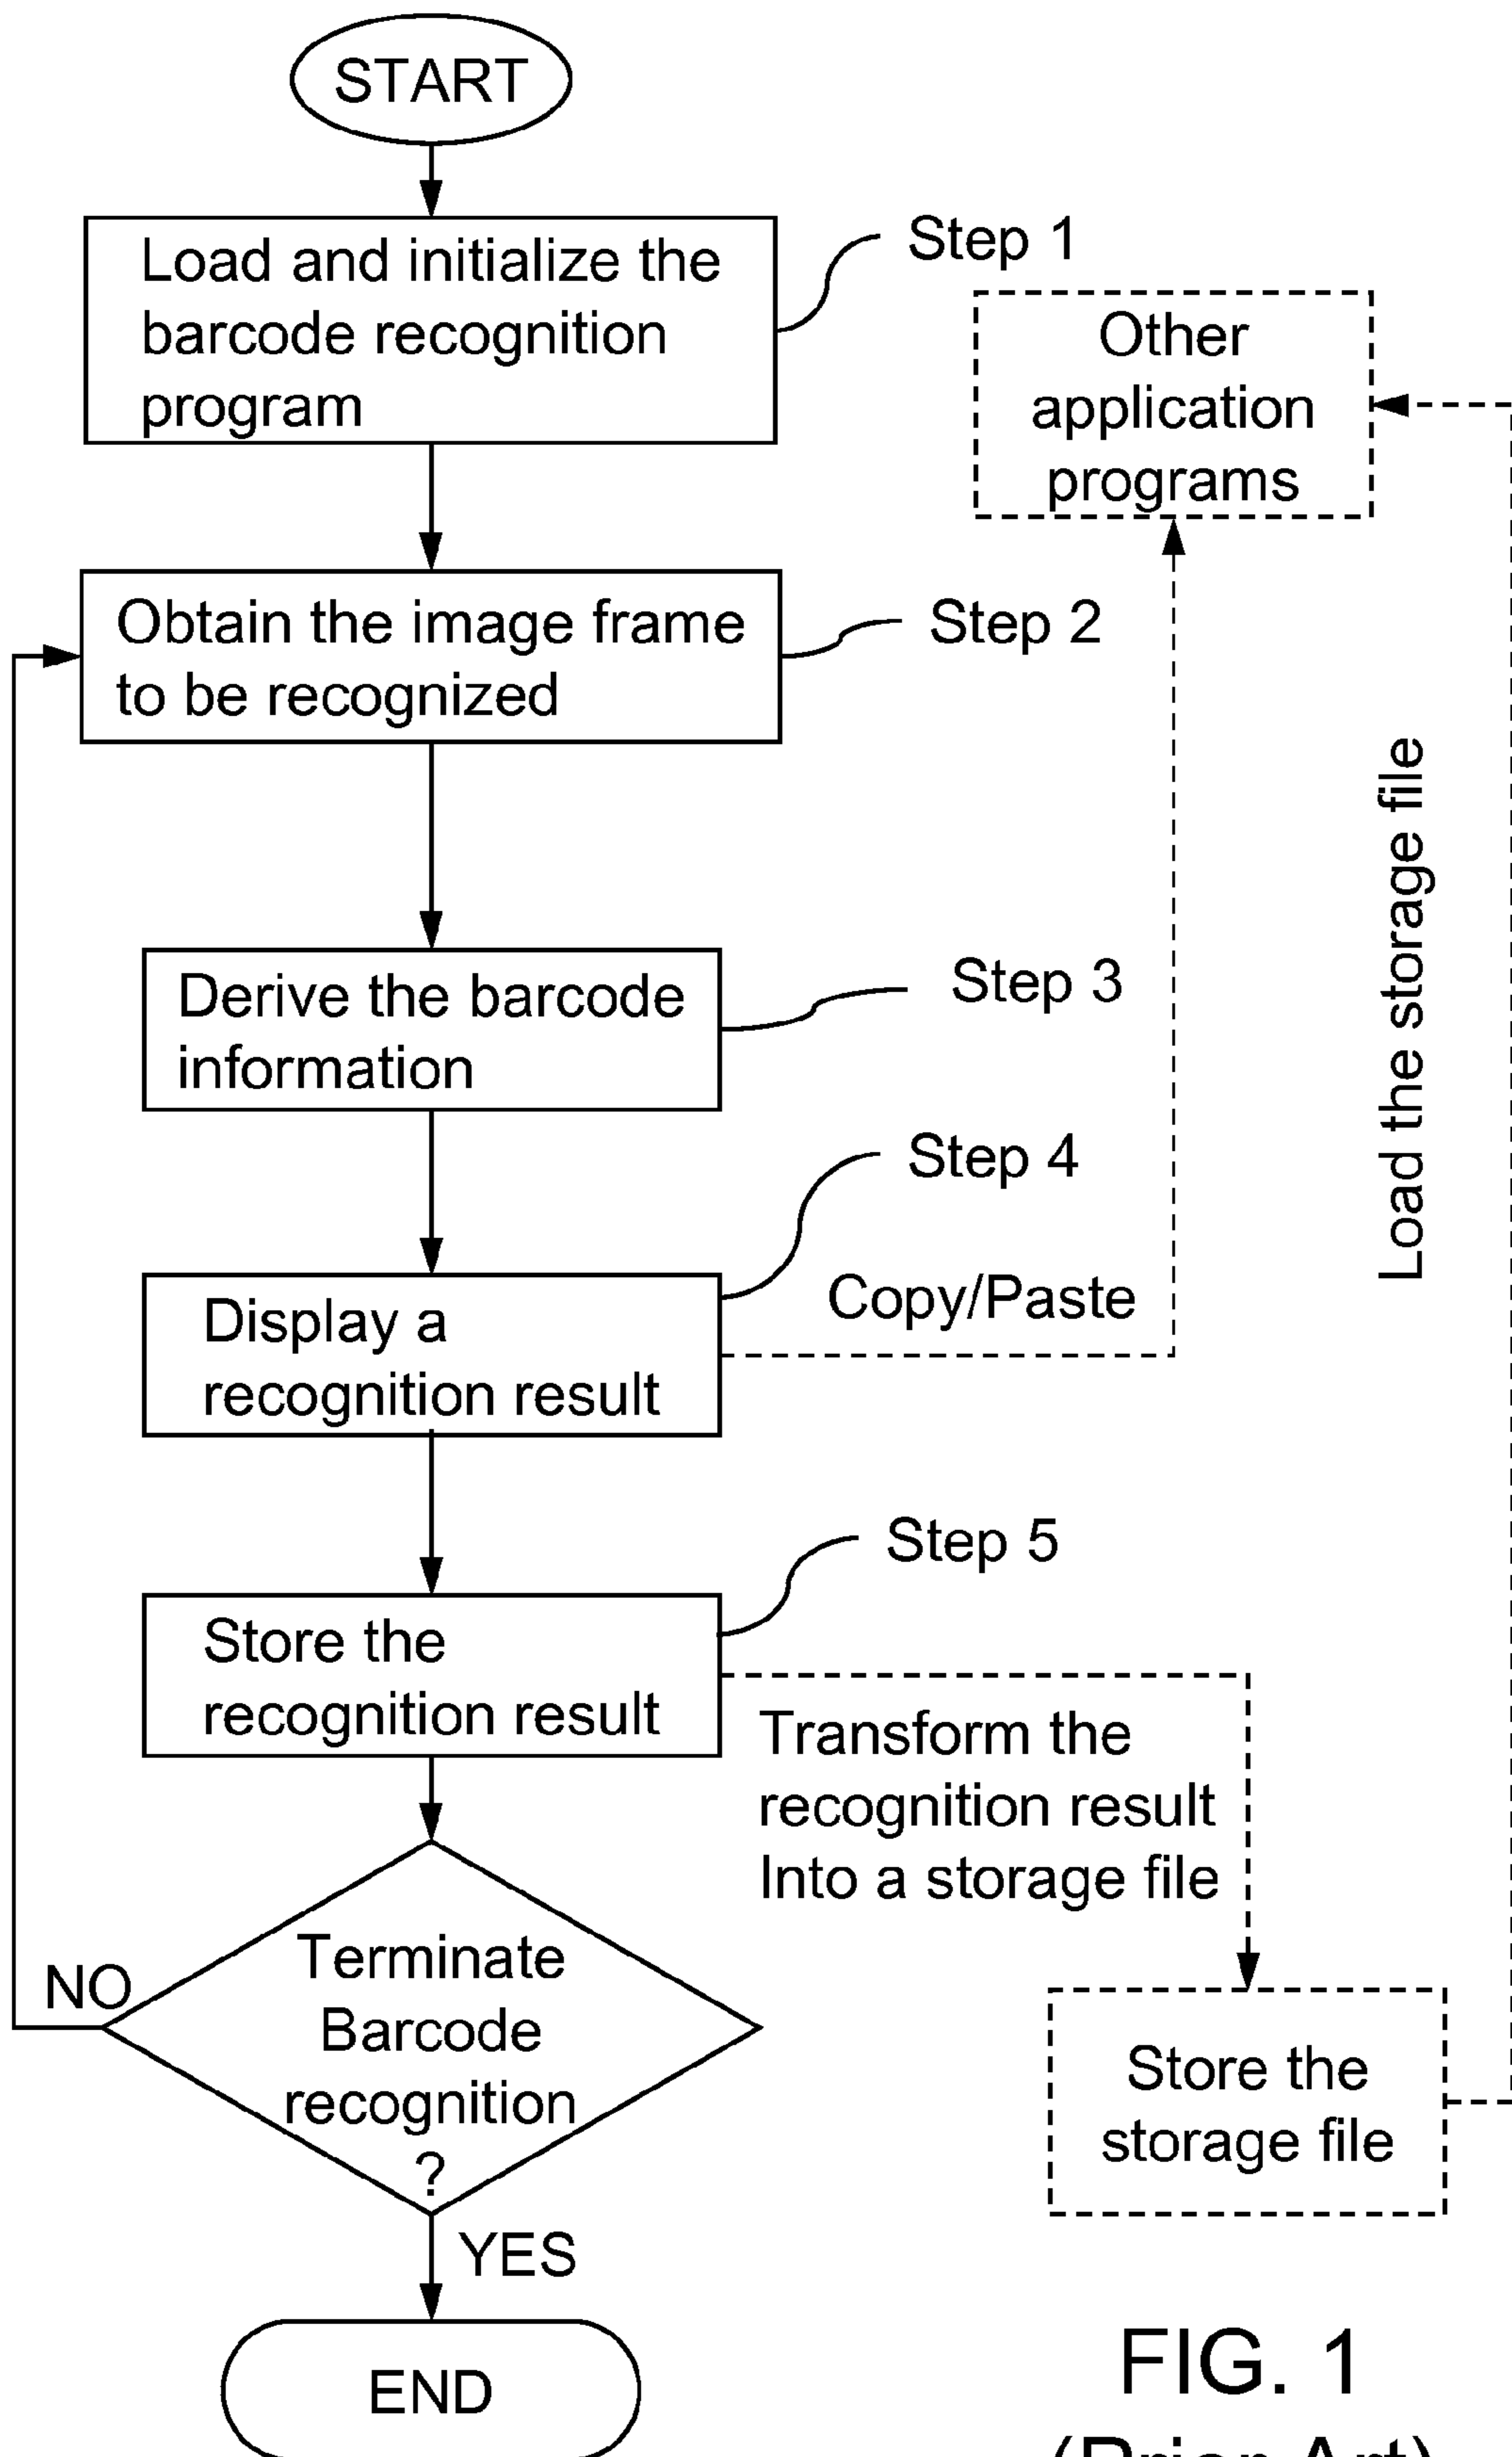 START
Load and initialize the
barcode recognition
program
Step 1
Other
application
programs
Obtain the image frame
to be recognized
Step 2
Load the storage file
Derive the barcode
information
Step 3
Step 4
Display a
recognition result
Copy/Paste
Step 5
Store the
recognition result
Transform the
recognition result
Into a storage file
Terminate
Barcode
recognition
?
NO
YES
Store the
storage file
END
FIG. 1
(Prior Art)